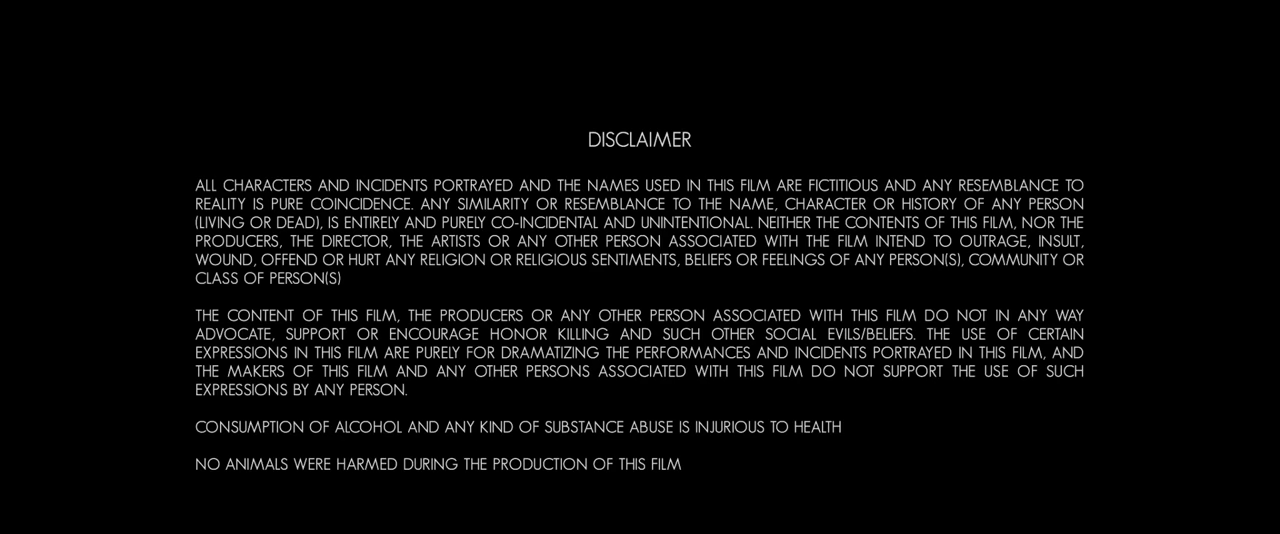 DISCLAIMER
ALL CHARACTERS AND INCIDENTS PORTRAYED AND THE NAMES USED IN THIS FILM ARE FICTITIOUS AND ANY RESEMBLANCE TO
REALITY IS PURE COINCIDENCE. ANY SIMILARITY OR RESEMBLANCE TO THE NAME, CHARACTER OR HISTORY OF ANY PERSON
(LIVING OR DEAD), IS ENTIRELY AND PURELY CO-INCIDENTAL AND UNINTENTIONAL. NEITHER THE CONTENTS OF THIS FILM, NOR THE
PRODUCERS, THE DIRECTOR, THE ARTISTS OR ANY OTHER PERSON ASSOCIATED WITH THE FILM INTEND TO OUTRAGE, INSULT,
WOUND, OFFEND OR HURT ANY RELIGION OR RELIGIOUS SENTIMENTS, BELIEFS OR FEELINGS OF ANY PERSON(S), COMMUNITY OR
CLASS OF PERSON(S)
THE CONTENT OF THIS FILM, THE PRODUCERS OR ANY OTHER PERSON ASSOCIATED WITH THIS FILM DO NOT IN ANY WAY
ADVOCATE, SUPPORT OR ENCOURAGE HONOR KILLING AND SUCH OTHER SOCIAL EVILS/BELIEFS. THE USE OF CERTAIN
EXPRESSIONS IN THIS FILM ARE PURELY FOR DRAMATIZING THE PERFORMANCES AND INCIDENTS PORTRAYED IN THIS FILM, AND
THE MAKERS OF THIS FILM AND ANY OTHER PERSONS ASSOCIATED WITH THIS FILM DO NOT SUPPORT THE USE OF SUCH
EXPRESSIONS BY ANY PERSON.
CONSUMPTION OF ALCOHOL AND ANY KIND OF SUBSTANCE ABUSE IS INJURIOUS TO HEALTH
NO ANIMALS WERE HARMED DURING THE PRODUCTION OF THIS FILM